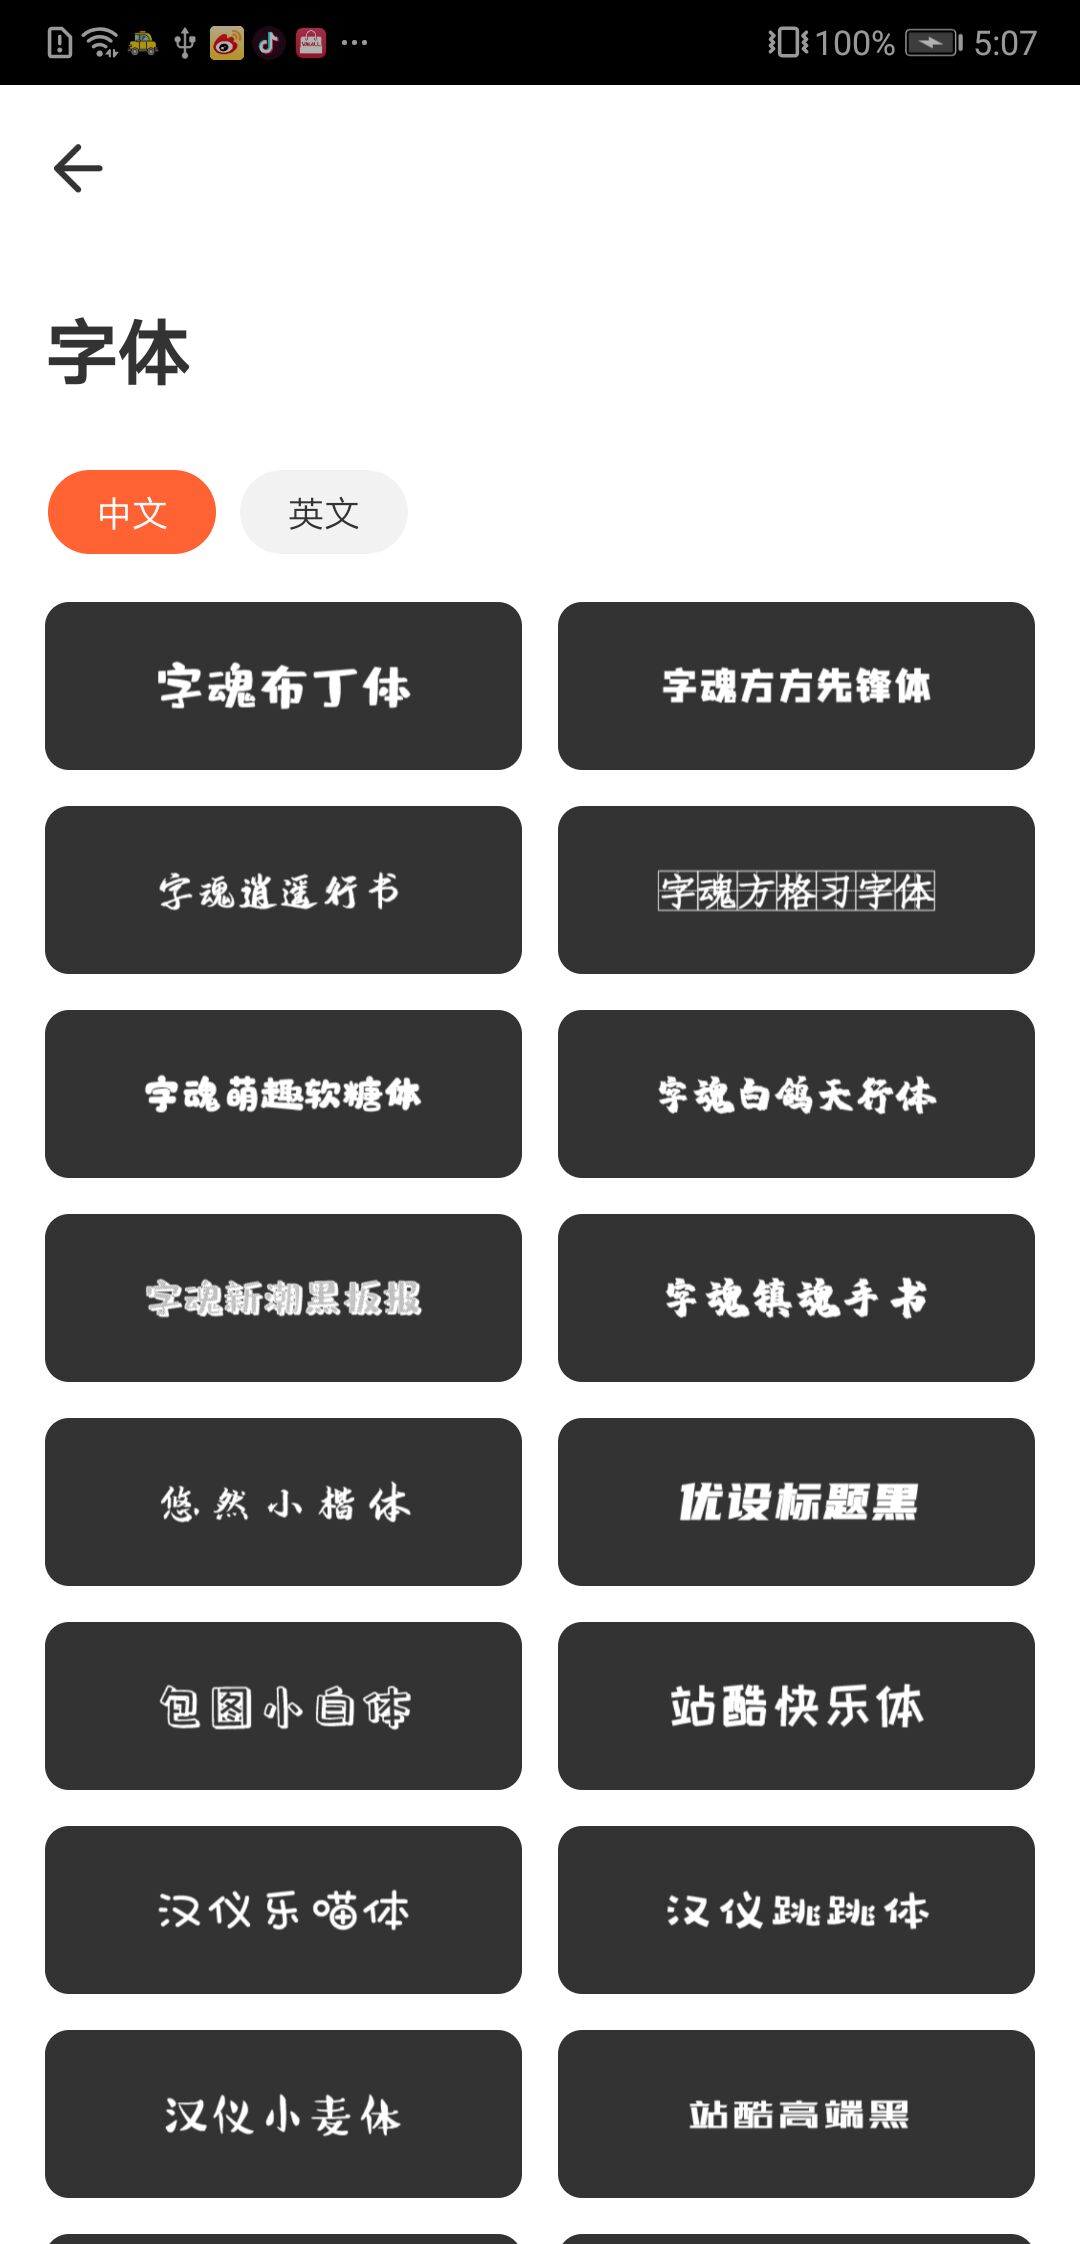 100% 5:07
字体
中文 英文
字魂布丁体 字魂方方先锋体
字魂逍遥行书 字魂方格习字体
字魂萌趣软糖体 字魂白鸽天行体
字魂新潮黑板报 字魂镇魂手书
悠然小楷体 优设标题黑
包图小白体 站酷快乐体
汉仪乐喵体 汉仪跳跳体
汉仪小麦体 站酷高端黑